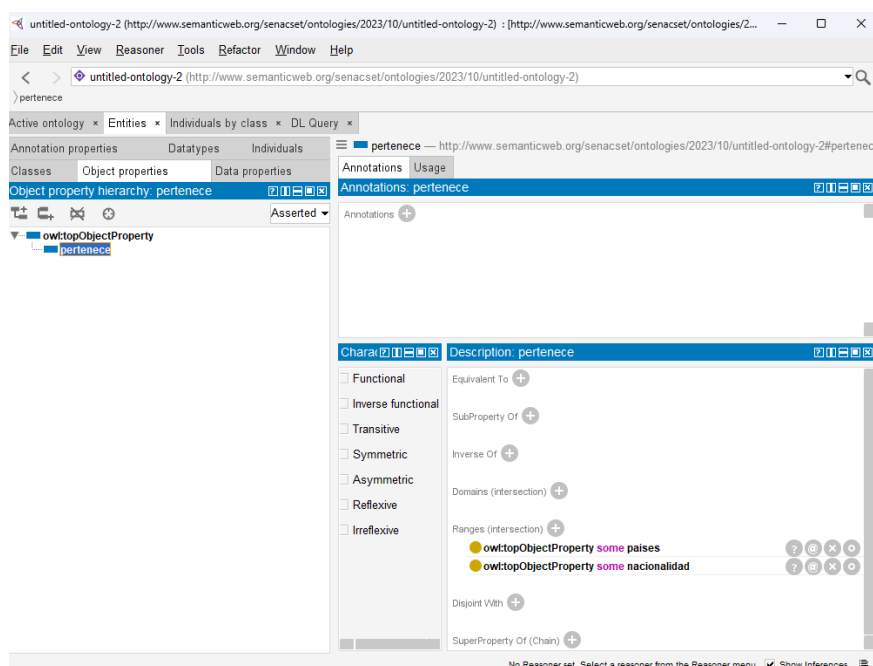 untitled-ontology-2 (http://www.semanticweb.org/senacset/ontologies/2023/10/untitled-ontology-2) : [http://www.semanticweb.org/senacset/ontologies/2...
File Edit View Reasoner Tools Refactor Window Help
untitled-ontology-2 (http://www.semanticweb.org/senacset/ontologies/2023/10/untitled-ontology-2)
pertenece
Active ontology × Entities × Individuals by class × DL Query ×
Annotation properties Datatypes Individuals
Classes Object properties Data properties
Object property hierarchy: pertenece
Asserted
owl:topObjectProperty
pertenece
pertenece — http://www.semanticweb.org/senacset/ontologies/2023/10/untitled-ontology-2#pertenec
Annotations Usage
Annotations: pertenece
Annotations
Charac
Functional
Inverse functional
Transitive
Symmetric
Asymmetric
Reflexive
Irreflexive
Description: pertenece
Equivalent To
SubProperty Of
Inverse Of
Domains (intersection)
Ranges (intersection)
owl:topObjectProperty some paises
owl:topObjectProperty some nacionalidad
Disjoint With
SuperProperty Of (Chain)
No Reasoner set. Select a reasoner from the Reasoner menu Show Inferences